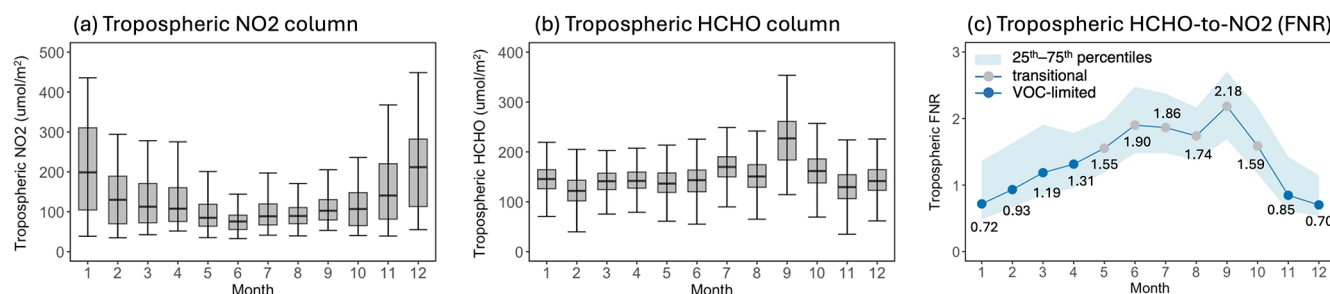 (a) Tropospheric NO2 column
Tropospheric NO2 (umol/m²)
500
400
300
200
100
0
1 2 3 4 5 6 7 8 9 10 11 12
Month
(b) Tropospheric HCHO column
Tropospheric HCHO (umol/m²)
400
300
200
100
0
1 2 3 4 5 6 7 8 9 10 11 12
Month
(c) Tropospheric HCHO-to-NO2 (FNR)
Tropospheric FNR
3
2
1
0
25th–75th percentiles
transitional
VOC-limited
0.72
0.93
1.19
1.31
1.55
1.90
1.86
1.74
2.18
1.59
0.85
0.70
1 2 3 4 5 6 7 8 9 10 11 12
Month